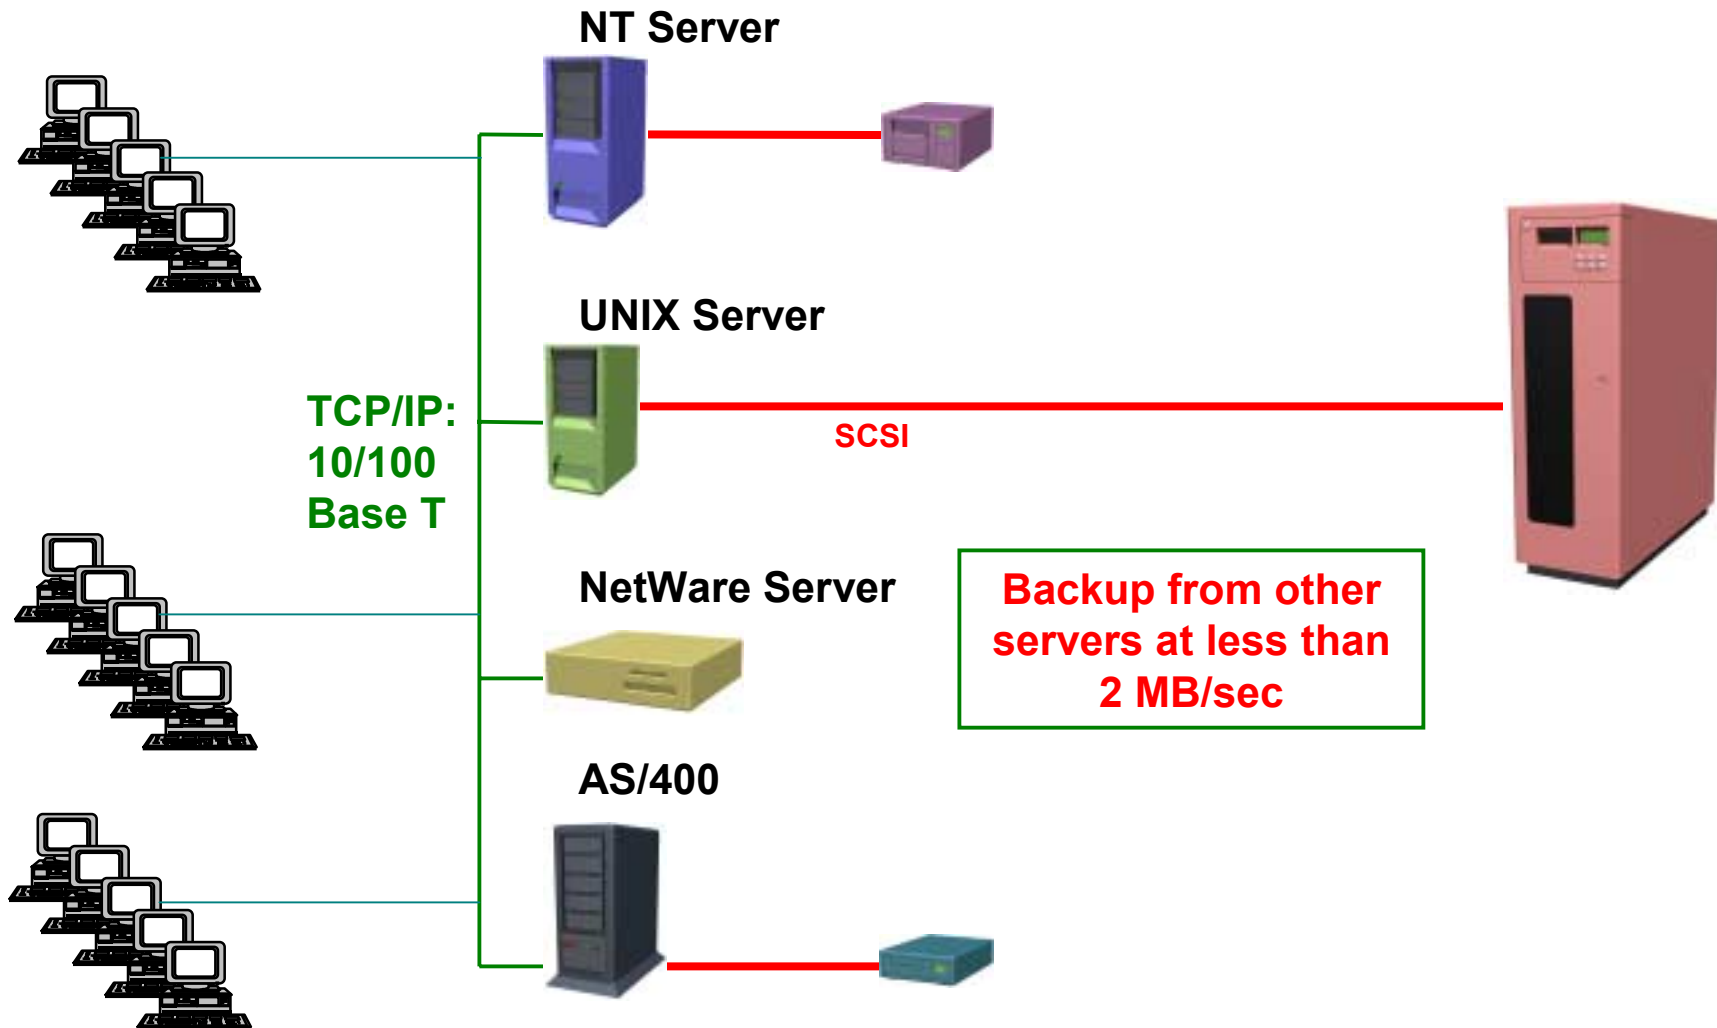 NT Server
UNIX Server
TCP/IP:
10/100
Base T
SCSI
NetWare Server
Backup from other
servers at less than
2 MB/sec
AS/400